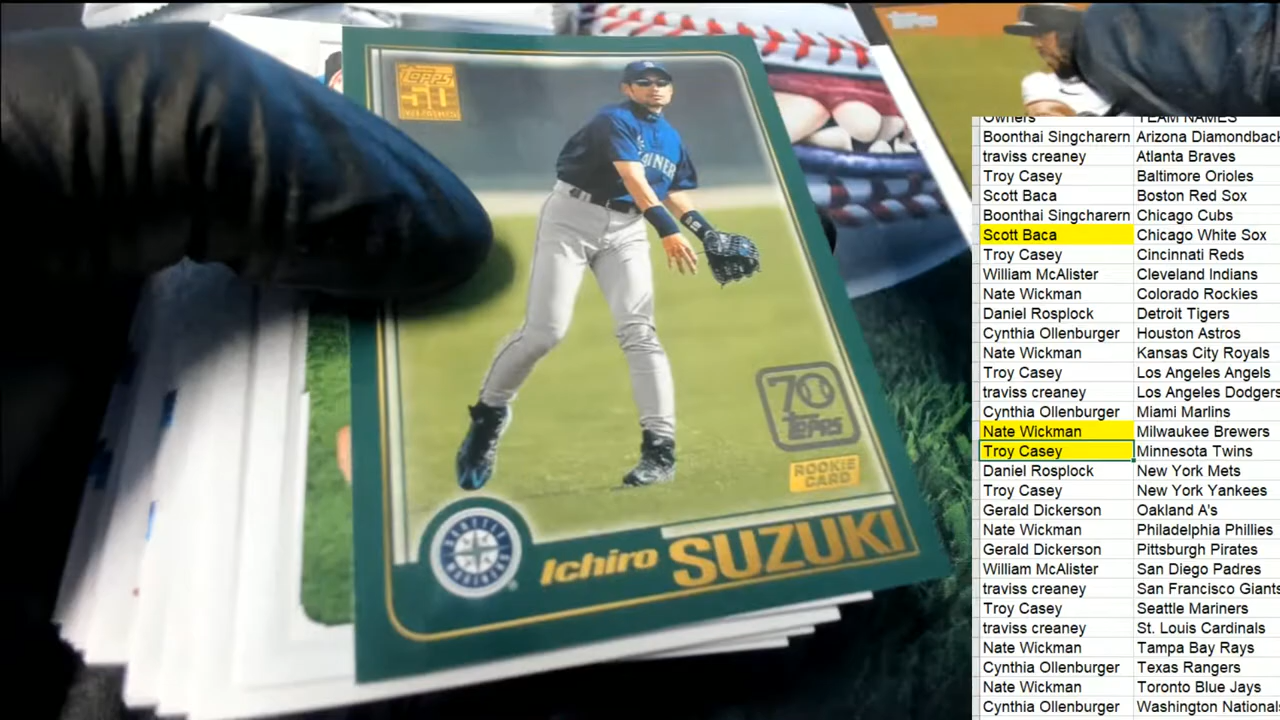 Topps
50
70
Topps
ROOKIE
CARD
Ichiro SUZUKI
Owners TEAM NAMES
Boonthai Singcharern Arizona Diamondback
traviss creaney Atlanta Braves
Troy Casey Baltimore Orioles
Scott Baca Boston Red Sox
Boonthai Singcharern Chicago Cubs
Scott Baca Chicago White Sox
Troy Casey Cincinnati Reds
William McAlister Cleveland Indians
Nate Wickman Colorado Rockies
Daniel Rosplock Detroit Tigers
Cynthia Ollenburger Houston Astros
Nate Wickman Kansas City Royals
Troy Casey Los Angeles Angels
traviss creaney Los Angeles Dodgers
Cynthia Ollenburger Miami Marlins
Nate Wickman Milwaukee Brewers
Troy Casey Minnesota Twins
Daniel Rosplock New York Mets
Troy Casey New York Yankees
Gerald Dickerson Oakland A's
Nate Wickman Philadelphia Phillies
Gerald Dickerson Pittsburgh Pirates
William McAlister San Diego Padres
traviss creaney San Francisco Giants
Troy Casey Seattle Mariners
traviss creaney St. Louis Cardinals
Nate Wickman Tampa Bay Rays
Cynthia Ollenburger Texas Rangers
Nate Wickman Toronto Blue Jays
Cynthia Ollenburger Washington National